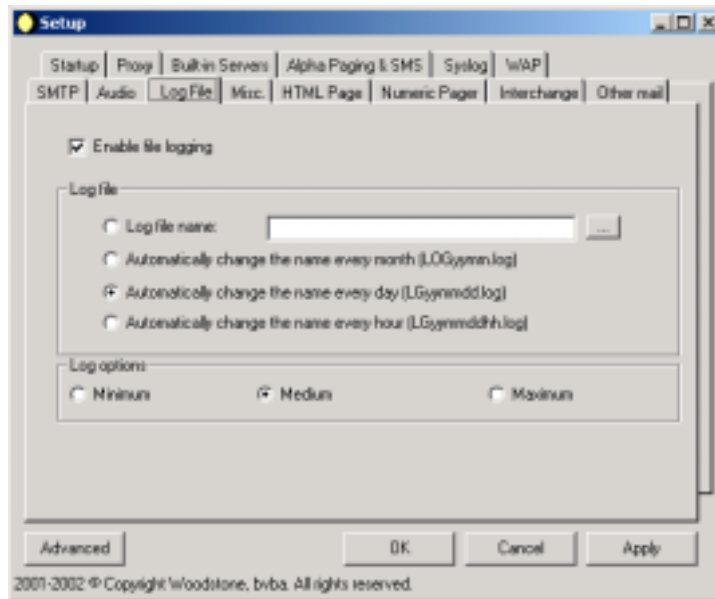 Setup
Startup Proxy Built-in Servers Alpha Paging & SMS Syslog WAP
SMTP Audio Log File Misc. HTML Page Numeric Pager Interchange Other mail
Enable file logging
Log file
Log file name: ...
Automatically change the name every month (LOGyymm.log)
Automatically change the name every day (LGyymmdd.log)
Automatically change the name every hour (LGyymmddhh.log)
Log options
Minimum Medium Maximum
Advanced OK Cancel Apply
2001-2002 © Copyright Woodstone, bvba. All rights reserved.